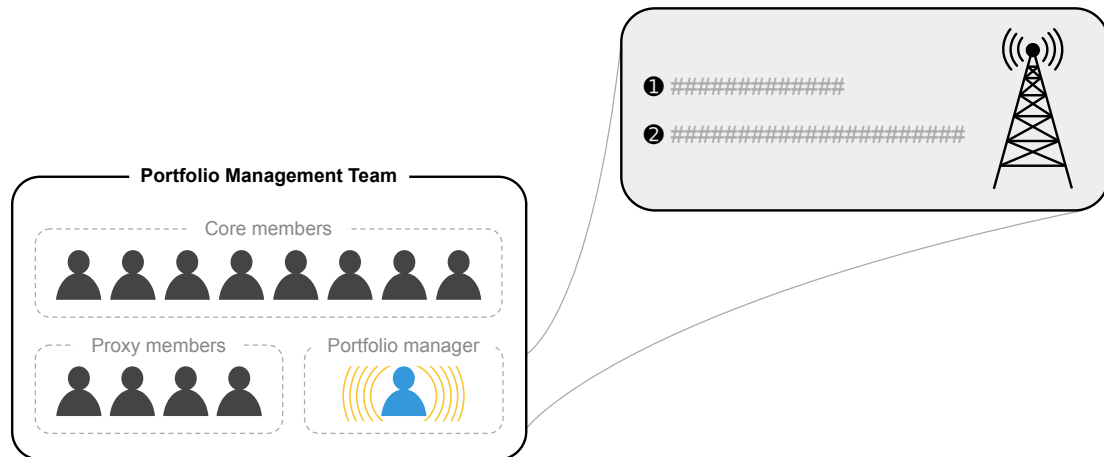 ❶ #############
❷ ######################
Portfolio Management Team
Core members
Proxy members
Portfolio manager